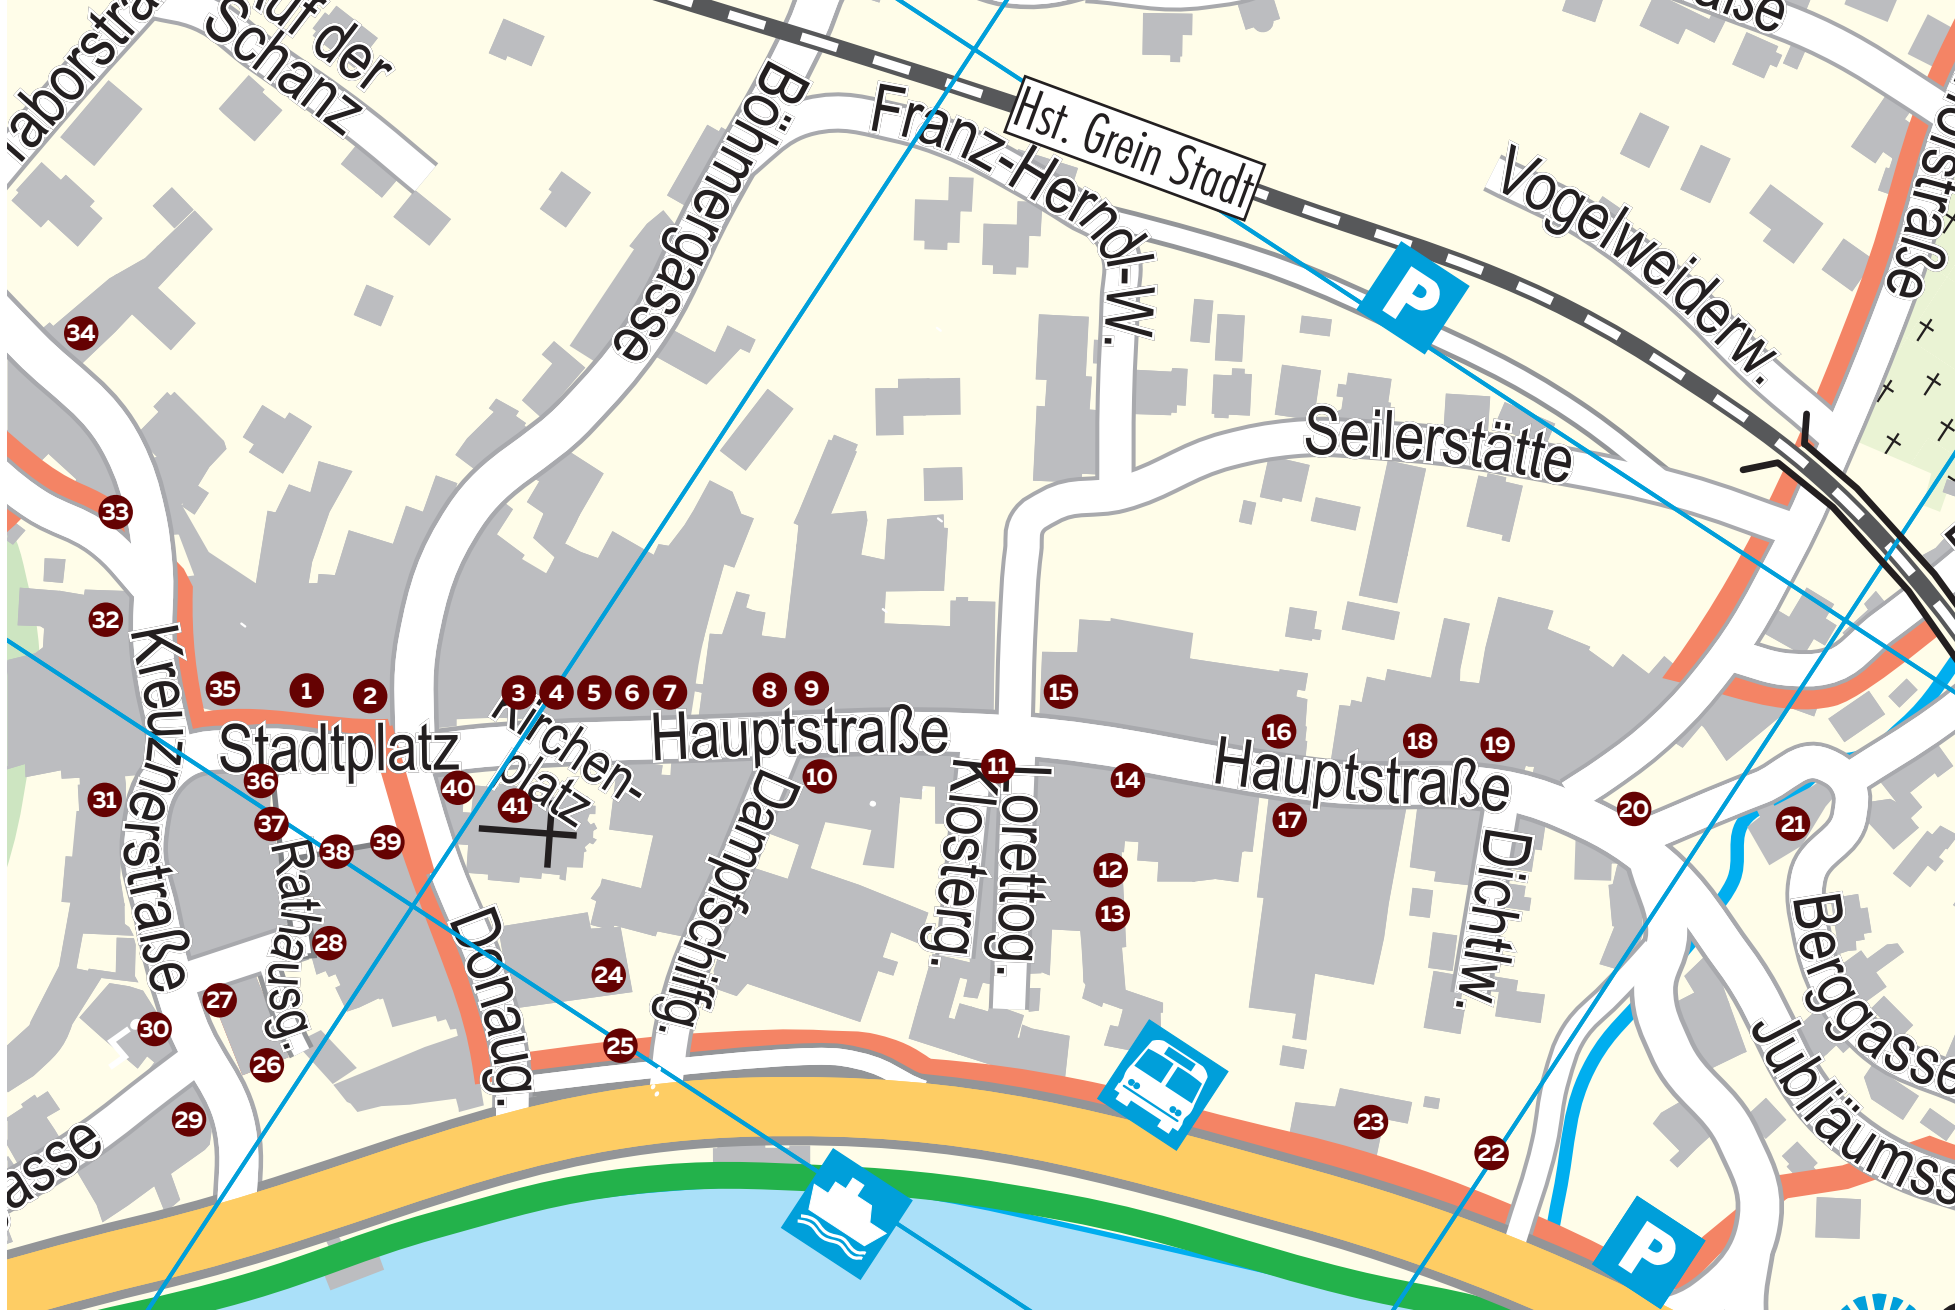 Taborstra
Auf der
Schanz
aße
Böhmergasse
Franz-Herndl-W.
Hst. Grein Stadt
Vogelweiderw.
P
34
33
Seilerstätte
32
Kreuznerstraße
35
1
2
3
4
5
6
7
8
9
15
16
18
19
Stadtplatz
Kirchen-
platz
Hauptstraße
Hauptstraße
36
40
41
10
11
14
17
20
21
31
37
38
39
Rathausg.
Dampfschiffg.
Klosterg.
Lorettog.
12
13
Dichtlw.
Donaug.
28
24
27
30
26
25
29
Berggasse
Jubliäumss
23
22
asse
P